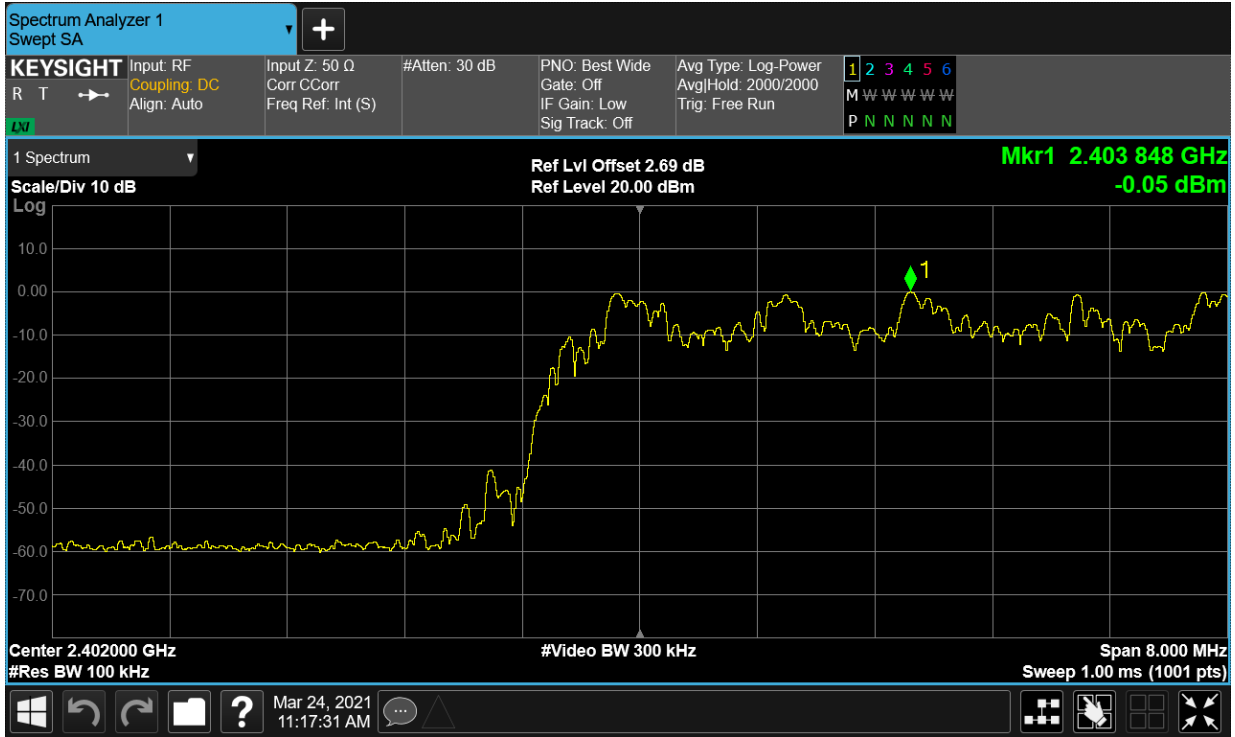 Spectrum Analyzer 1
Swept SA
+
KEYSIGHT
R T
LXI
Input: RF
Coupling: DC
Align: Auto
Input Z: 50 Ω
Corr CCorr
Freq Ref: Int (S)
#Atten: 30 dB
PNO: Best Wide
Gate: Off
IF Gain: Low
Sig Track: Off
Avg Type: Log-Power
Avg|Hold: 2000/2000
Trig: Free Run
1 2 3 4 5 6
M W W W W W
P N N N N N
1 Spectrum
Scale/Div 10 dB
Log
Ref Lvl Offset 2.69 dB
Ref Level 20.00 dBm
Mkr1 2.403 848 GHz
-0.05 dBm
10.0
0.00
-10.0
-20.0
-30.0
-40.0
-50.0
-60.0
-70.0
1
Center 2.402000 GHz
#Res BW 100 kHz
#Video BW 300 kHz
Span 8.000 MHz
Sweep 1.00 ms (1001 pts)
?
Mar 24, 2021
11:17:31 AM